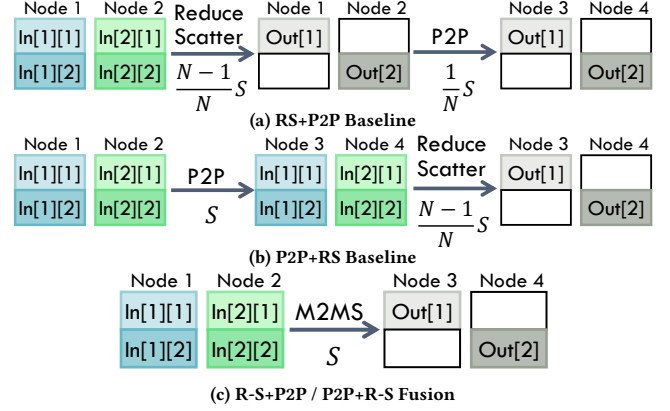 Node 1 Node 2 Reduce Scatter Node 1 Node 2 P2P Node 3 Node 4
In[1][1] In[2][1] Out[1] Out[1]
In[1][2] In[2][2] N − 1 / N S Out[2] 1 / N S Out[2]
(a) RS+P2P Baseline
Node 1 Node 2 P2P Node 3 Node 4 Reduce Scatter Node 3 Node 4
In[1][1] In[2][1] In[1][1] In[2][1] Out[1]
In[1][2] In[2][2] S In[1][2] In[2][2] N − 1 / N S Out[2]
(b) P2P+RS Baseline
Node 1 Node 2 Node 3 Node 4
In[1][1] In[2][1] M2MS Out[1]
In[1][2] In[2][2] S Out[2]
(c) R-S+P2P / P2P+R-S Fusion